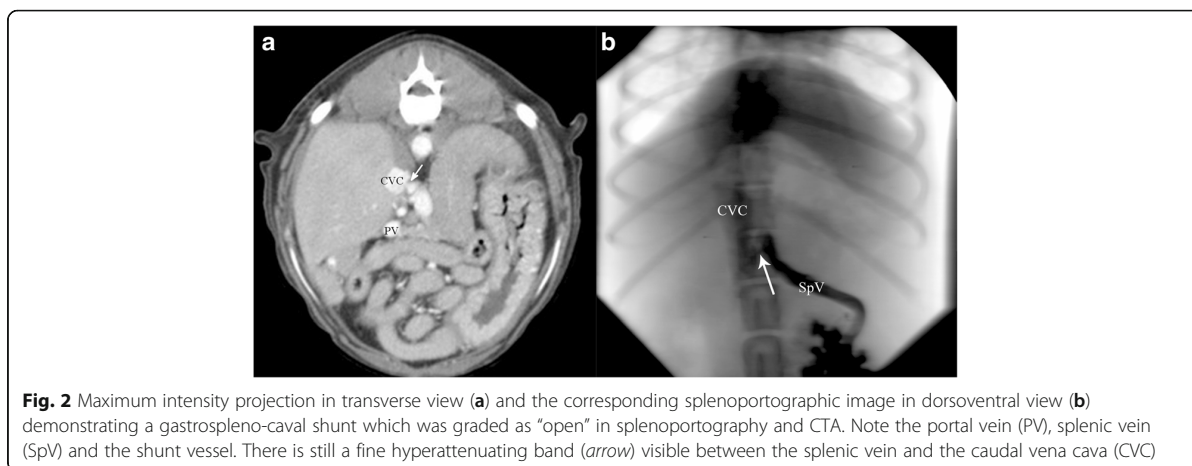 a
b
CVC
PV
CVC
SpV
Fig. 2 Maximum intensity projection in transverse view (a) and the corresponding splenoportographic image in dorsoventral view (b)
demonstrating a gastrospleno-caval shunt which was graded as “open” in splenoportography and CTA. Note the portal vein (PV), splenic vein
(SpV) and the shunt vessel. There is still a fine hyperattenuating band (arrow) visible between the splenic vein and the caudal vena cava (CVC)